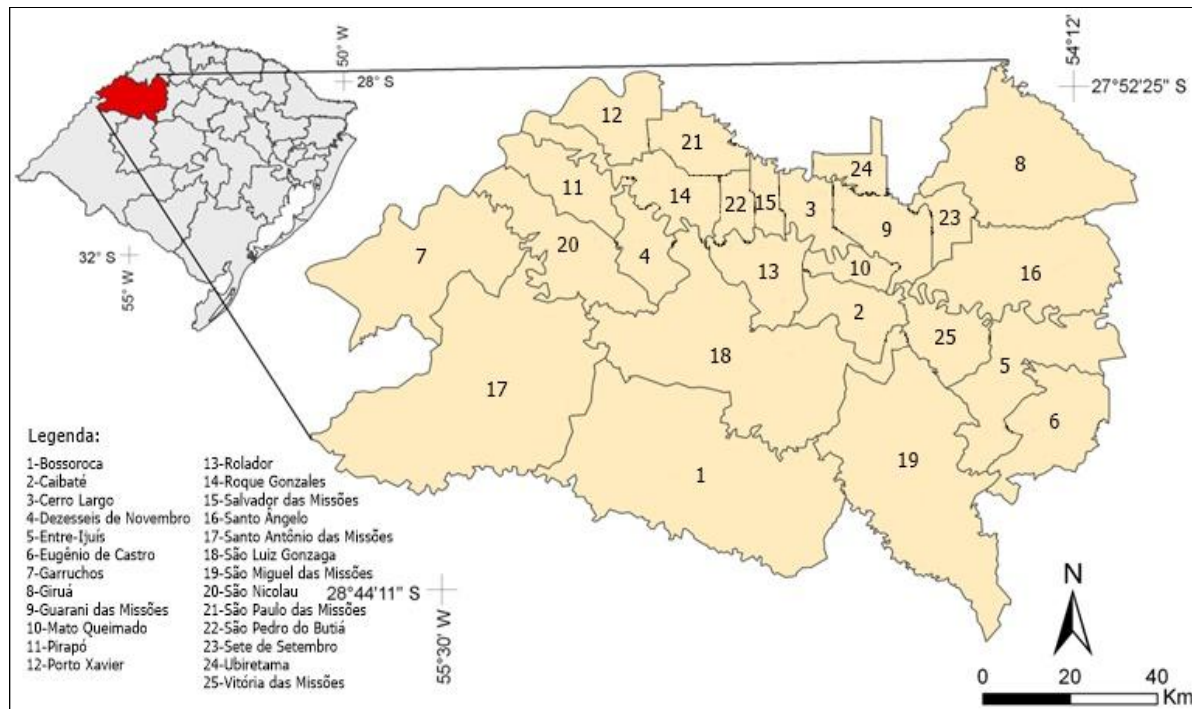 50° W
28° S
32° S
55° W
54°12'
27°52'25" S
12
21
24
8
11
14
22
15
3
9
23
7
20
4
13
10
16
2
25
18
5
17
6
19
1
Legenda:
1-Bossoroca
2-Caibaté
3-Cerro Largo
4-Dezesseis de Novembro
5-Entre-Ijuís
6-Eugênio de Castro
7-Garruchos
8-Giruá
9-Guarani das Missões
10-Mato Queimado
11-Pirapó
12-Porto Xavier
13-Rolador
14-Roque Gonzales
15-Salvador das Missões
16-Santo Ângelo
17-Santo Antônio das Missões
18-São Luiz Gonzaga
19-São Miguel das Missões
20-São Nicolau
21-São Paulo das Missões
22-São Pedro do Butiá
23-Sete de Setembro
24-Ubiretama
25-Vitória das Missões
28°44'11" S
55°30' W
N
0 20 40
Km